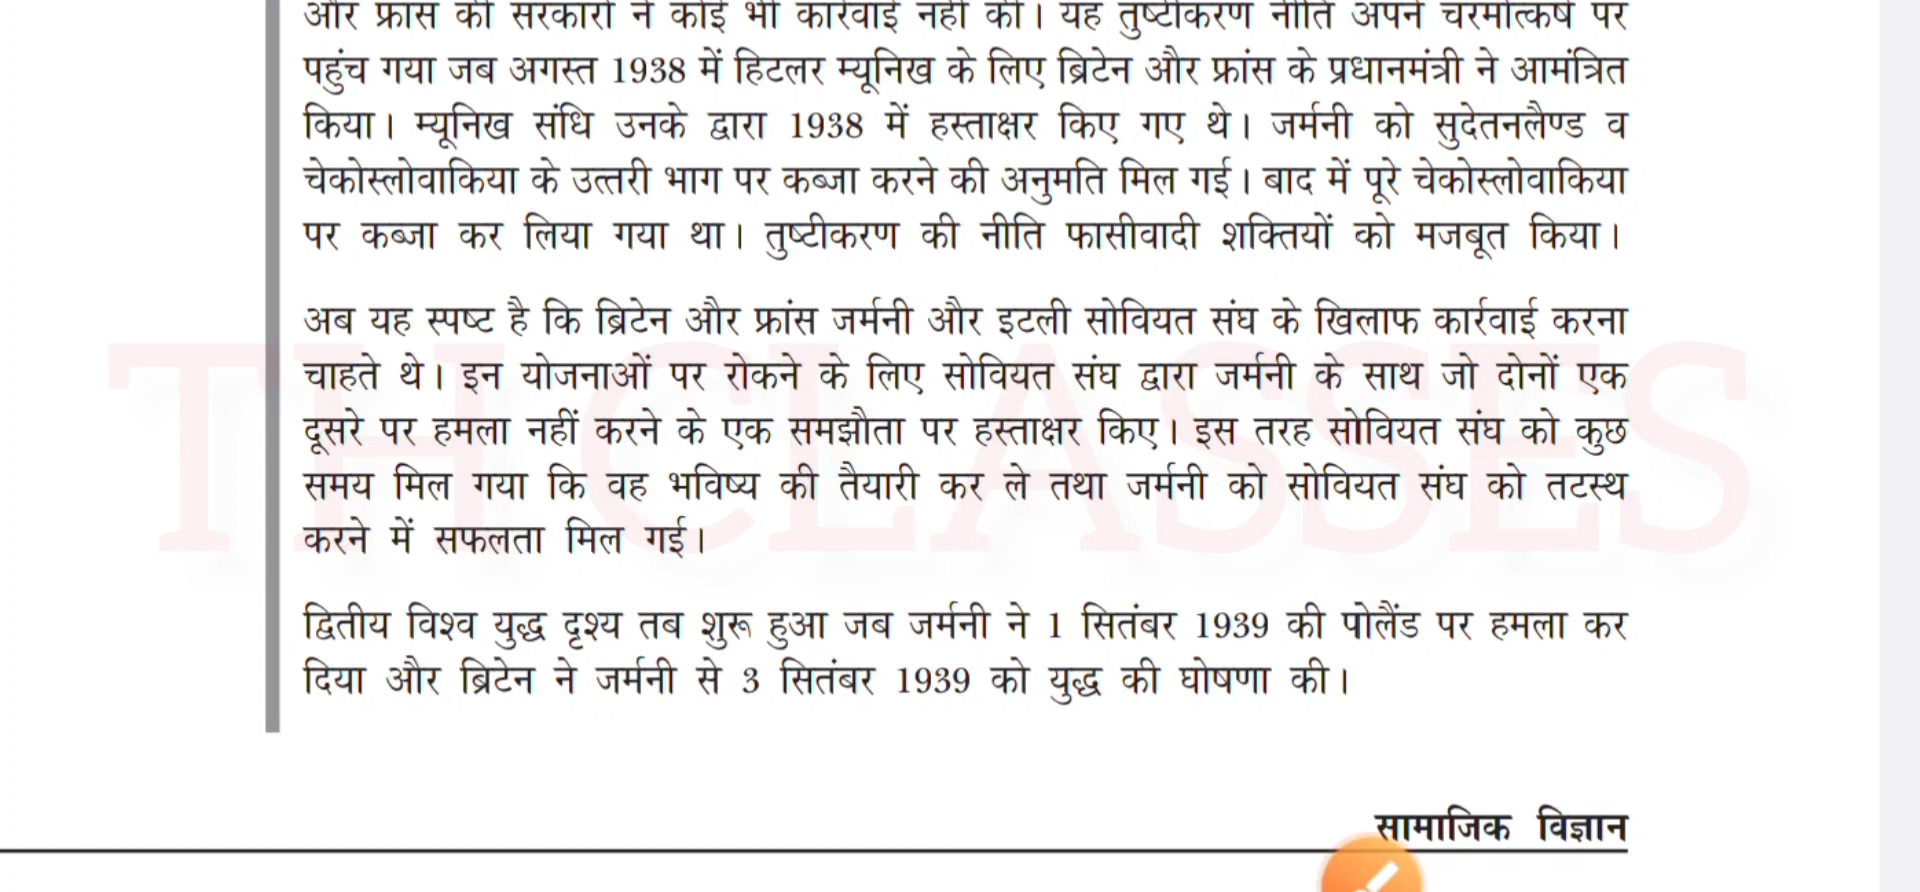 और फ्रांस की सरकारों ने कोई भी कार्रवाई नहीं की। यह तुष्टीकरण नीति अपने चरमोत्कर्ष पर
पहुंच गया जब अगस्त 1938 में हिटलर म्यूनिख के लिए ब्रिटेन और फ्रांस के प्रधानमंत्री ने आमंत्रित
किया। म्यूनिख संधि उनके द्वारा 1938 में हस्ताक्षर किए गए थे। जर्मनी को सुदेतनलैण्ड व
चेकोस्लोवाकिया के उत्तरी भाग पर कब्जा करने की अनुमति मिल गई। बाद में पूरे चेकोस्लोवाकिया
पर कब्जा कर लिया गया था। तुष्टीकरण की नीति फासीवादी शक्तियों को मजबूत किया।
अब यह स्पष्ट है कि ब्रिटेन और फ्रांस जर्मनी और इटली सोवियत संघ के खिलाफ कार्रवाई करना
चाहते थे। इन योजनाओं पर रोकने के लिए सोवियत संघ द्वारा जर्मनी के साथ जो दोनों एक
दूसरे पर हमला नहीं करने के एक समझौता पर हस्ताक्षर किए। इस तरह सोवियत संघ को कुछ
समय मिल गया कि वह भविष्य की तैयारी कर ले तथा जर्मनी को सोवियत संघ को तटस्थ
करने में सफलता मिल गई।
द्वितीय विश्व युद्ध दृश्य तब शुरू हुआ जब जर्मनी ने 1 सितंबर 1939 की पोलैंड पर हमला कर
दिया और ब्रिटेन ने जर्मनी से 3 सितंबर 1939 को युद्ध की घोषणा की।
TH CLASSES
सामाजिक विज्ञान